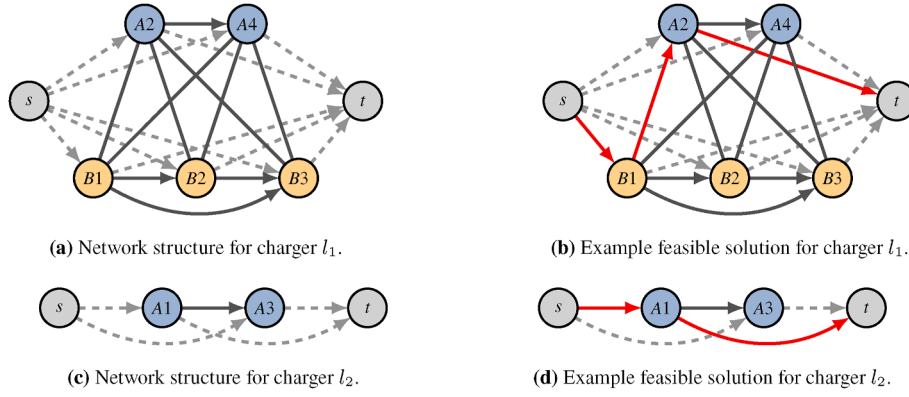 A2 A4
s t
B1 B2 B3
(a) Network structure for charger l₁.
A2 A4
s t
B1 B2 B3
(b) Example feasible solution for charger l₁.
s A1 A3 t
(c) Network structure for charger l₂.
s A1 A3 t
(d) Example feasible solution for charger l₂.